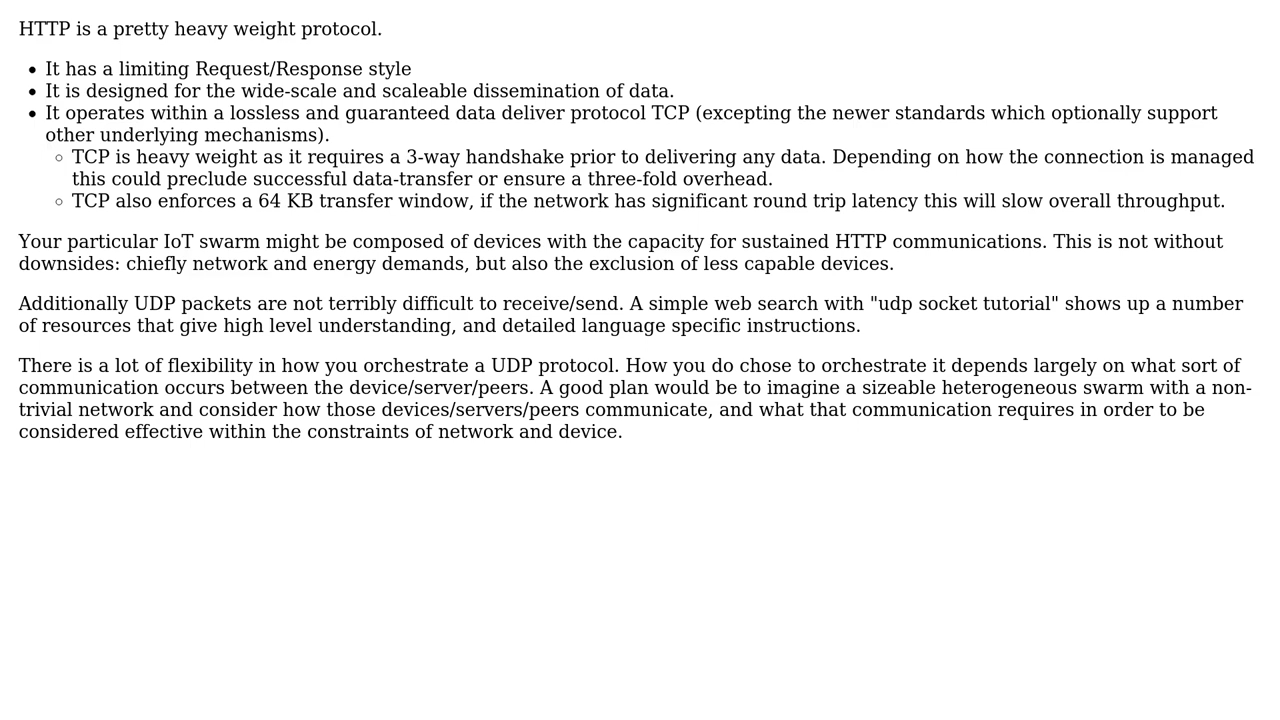 HTTP is a pretty heavy weight protocol.
• It has a limiting Request/Response style
• It is designed for the wide-scale and scaleable dissemination of data.
• It operates within a lossless and guaranteed data deliver protocol TCP (excepting the newer standards which optionally support
other underlying mechanisms).
◦ TCP is heavy weight as it requires a 3-way handshake prior to delivering any data. Depending on how the connection is managed
this could preclude successful data-transfer or ensure a three-fold overhead.
◦ TCP also enforces a 64 KB transfer window, if the network has significant round trip latency this will slow overall throughput.
Your particular IoT swarm might be composed of devices with the capacity for sustained HTTP communications. This is not without
downsides: chiefly network and energy demands, but also the exclusion of less capable devices.
Additionally UDP packets are not terribly difficult to receive/send. A simple web search with "udp socket tutorial" shows up a number
of resources that give high level understanding, and detailed language specific instructions.
There is a lot of flexibility in how you orchestrate a UDP protocol. How you do chose to orchestrate it depends largely on what sort of
communication occurs between the device/server/peers. A good plan would be to imagine a sizeable heterogeneous swarm with a non-
trivial network and consider how those devices/servers/peers communicate, and what that communication requires in order to be
considered effective within the constraints of network and device.